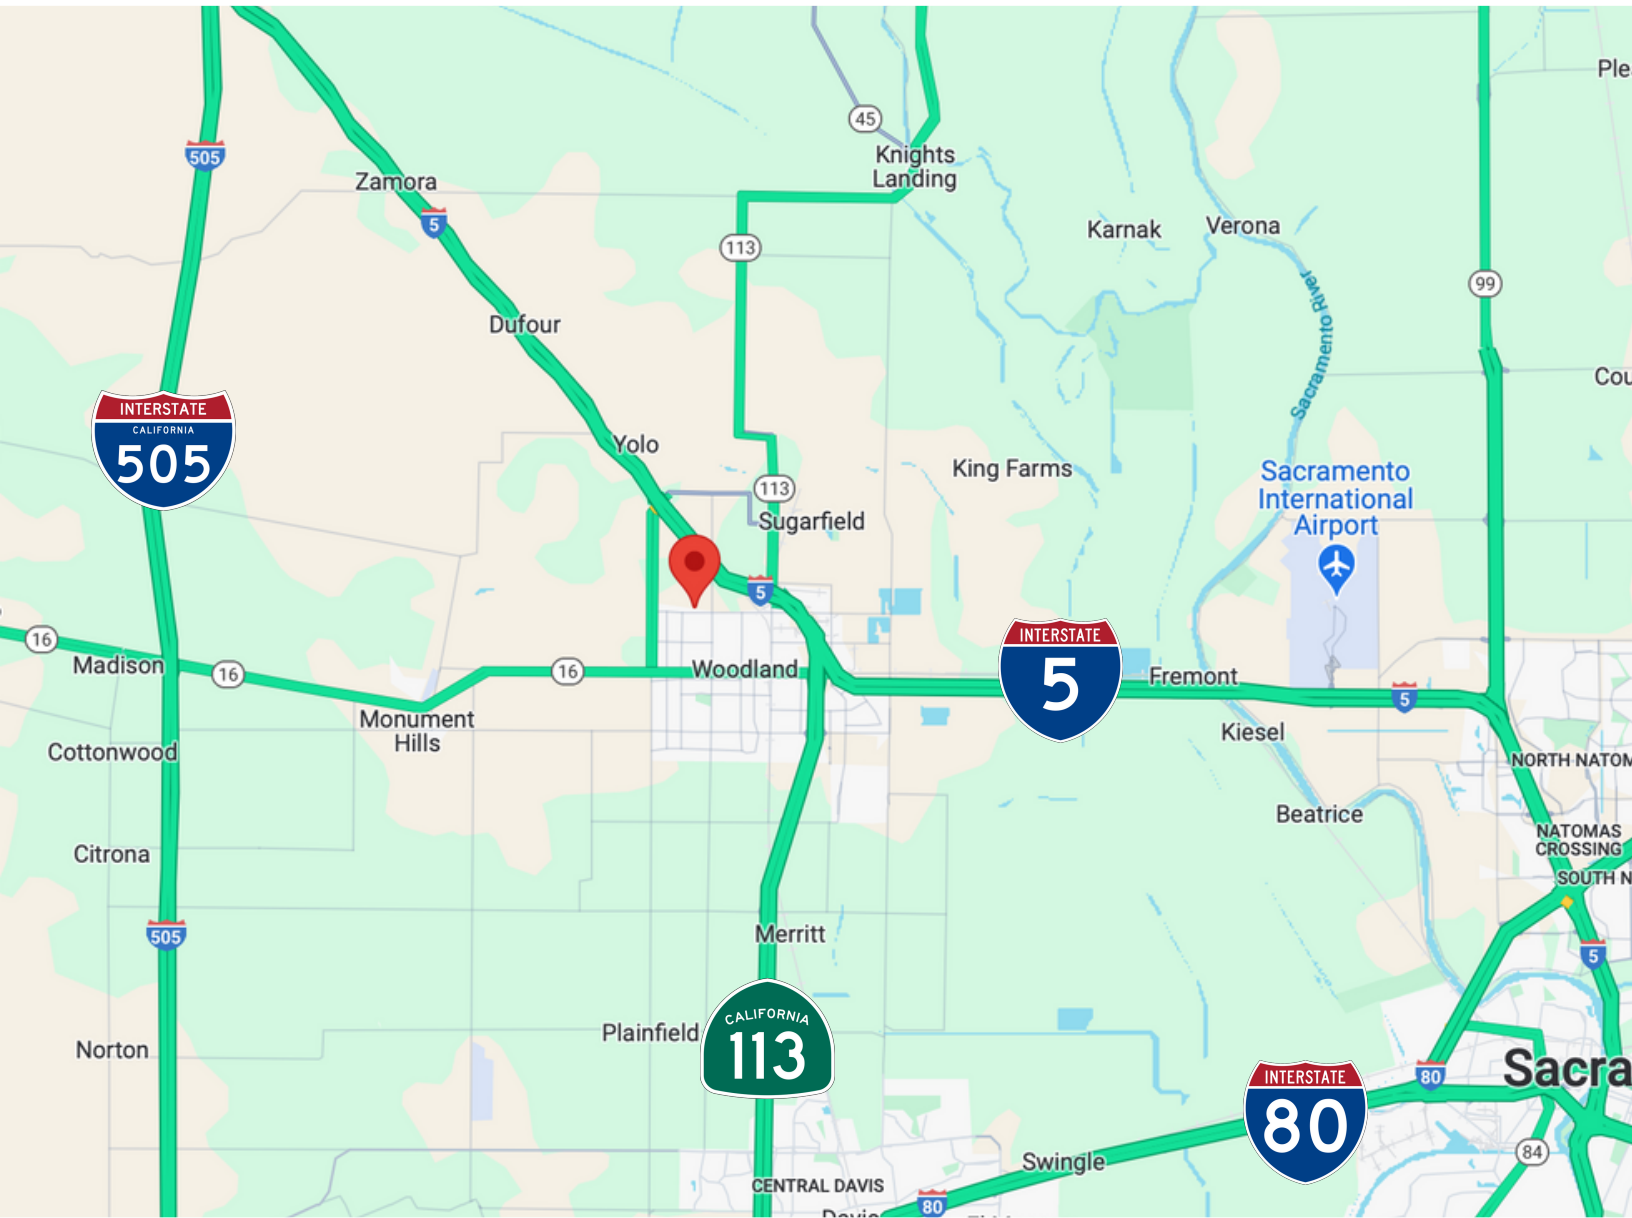 Ple
45
Knights
Landing
505
Zamora
5
113
Karnak
Verona
99
Sacramento River
Dufour
Cou
INTERSTATE
CALIFORNIA
505
Yolo
King Farms
Sacramento
International
Airport
113
Sugarfield
5
16
Madison
16
16
Woodland
INTERSTATE
5
Fremont
5
Monument
Hills
Kiesel
Cottonwood
NORTH NATOM
Beatrice
NATOMAS
CROSSING
Citrona
SOUTH N
505
Merritt
5
CALIFORNIA
113
Plainfield
Norton
INTERSTATE
80
80
Sacra
84
Swingle
CENTRAL DAVIS
80
Davis